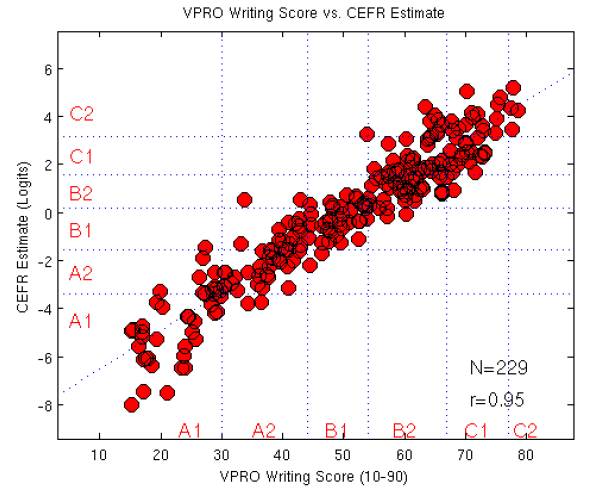 VPRO Writing Score vs. CEFR Estimate
CEFR Estimate (Logits)
6
4
2
0
-2
-4
-6
-8
C2
C1
B2
B1
A2
A1
N=229
r=0.95
A1 A2 B1 B2 C1 C2
10 20 30 40 50 60 70 80
VPRO Writing Score (10-90)